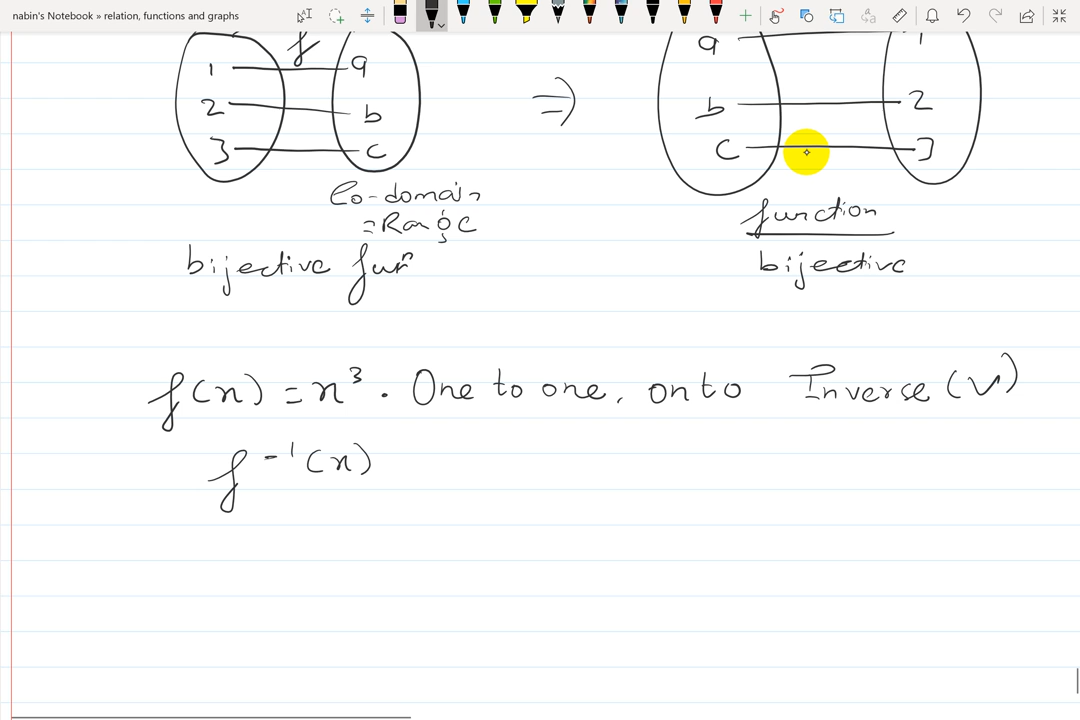 nabin's Notebook » relation, functions and graphs
f
1 a
2 b
3 c
⇒
a 1
b 2
c 3
Co-domain
= Range
function
bijective funⁿ
bijective
f(x) = x³. One to one, onto Inverse (✓)
f⁻¹(x)